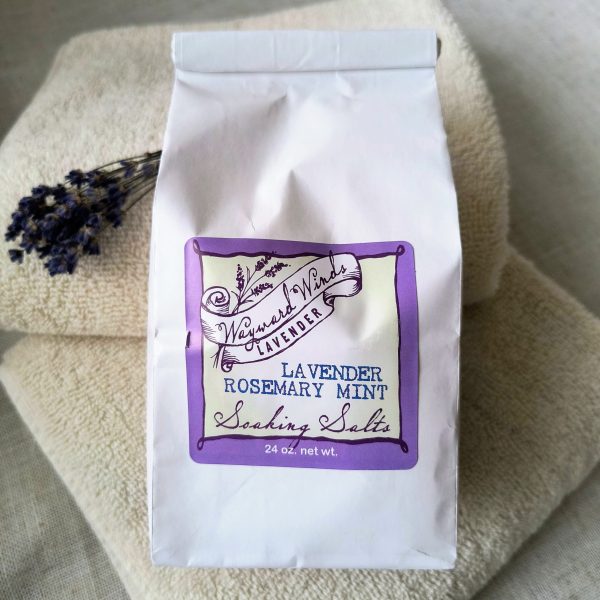 Wayward Winds
LAVENDER
LAVENDER
ROSEMARY MINT
Soaking Salts
24 oz. net wt.